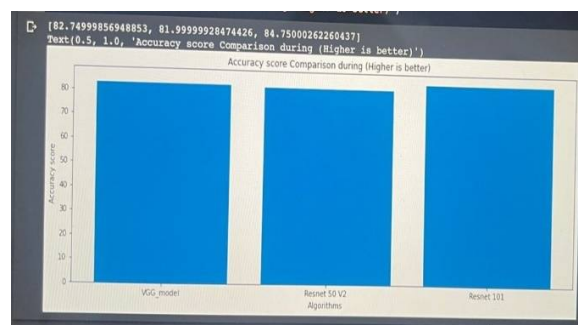 [82.74999856948853, 81.99999928474426, 84.75000262260437]
Text(0.5, 1.0, 'Accuracy score Comparison during (Higher is better)')
Accuracy score Comparison during (Higher is better)
Accuracy score
80
70
60
50
40
30
20
10
0
VGG_model Resnet 50 V2 Resnet 101
Algorithms